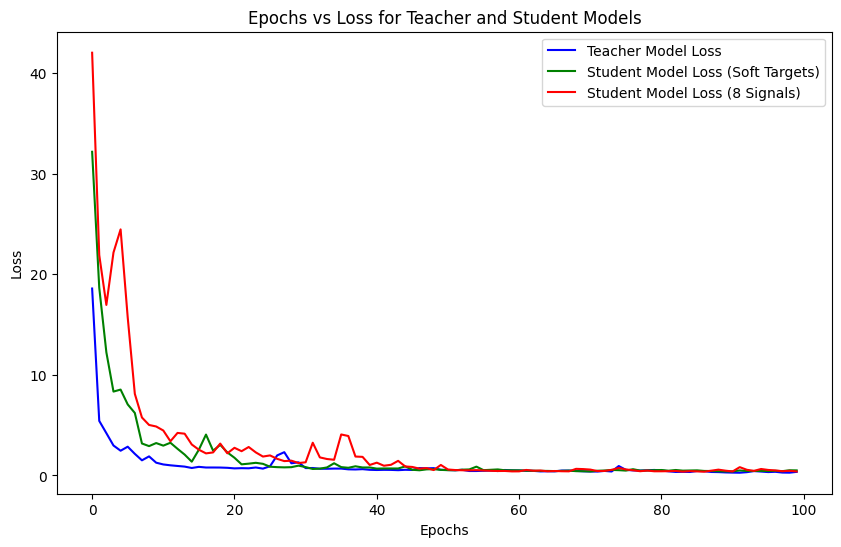 Epochs vs Loss for Teacher and Student Models
Teacher Model Loss
Student Model Loss (Soft Targets)
Student Model Loss (8 Signals)
Loss
40
30
20
10
0
0 20 40 60 80 100
Epochs